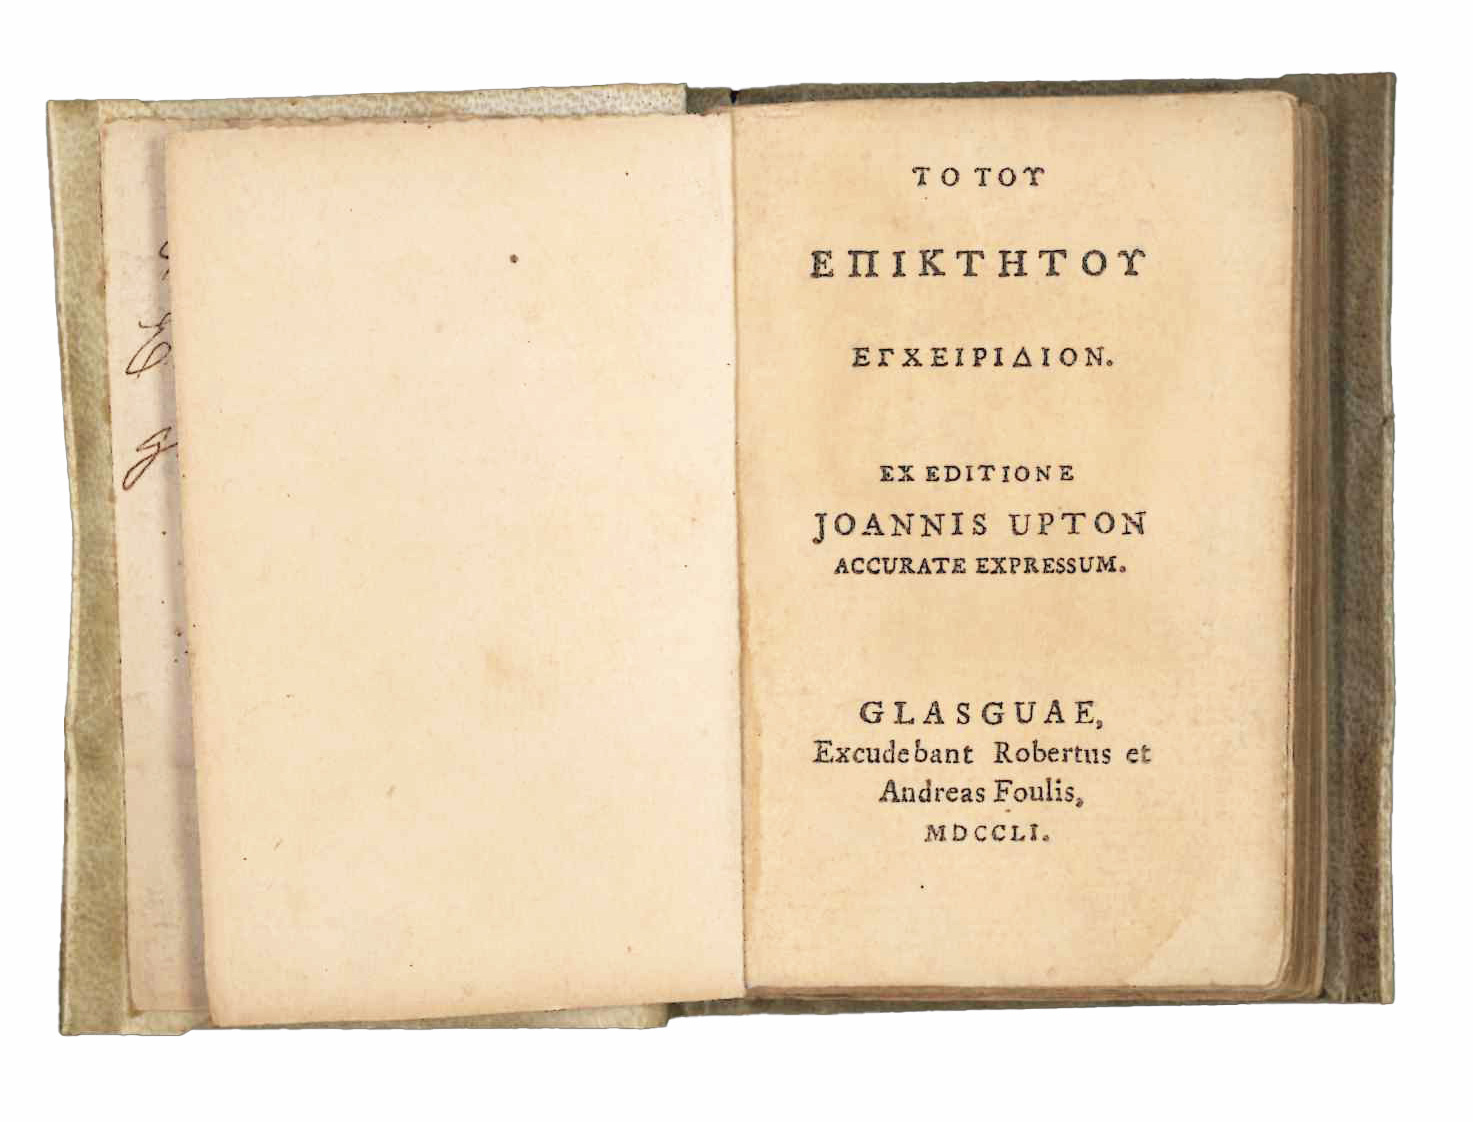 ΤΟ ΤΟΥ
ΕΠΙΚΤΗΤΟΥ
ΕΓΧΕΙΡΙΔΙΟΝ.
EX EDITIONE
JOANNIS UPTON
ACCURATE EXPRESSUM.
GLASGUAE,
Excudebant Robertus et
Andreas Foulis,
MDCCLI.